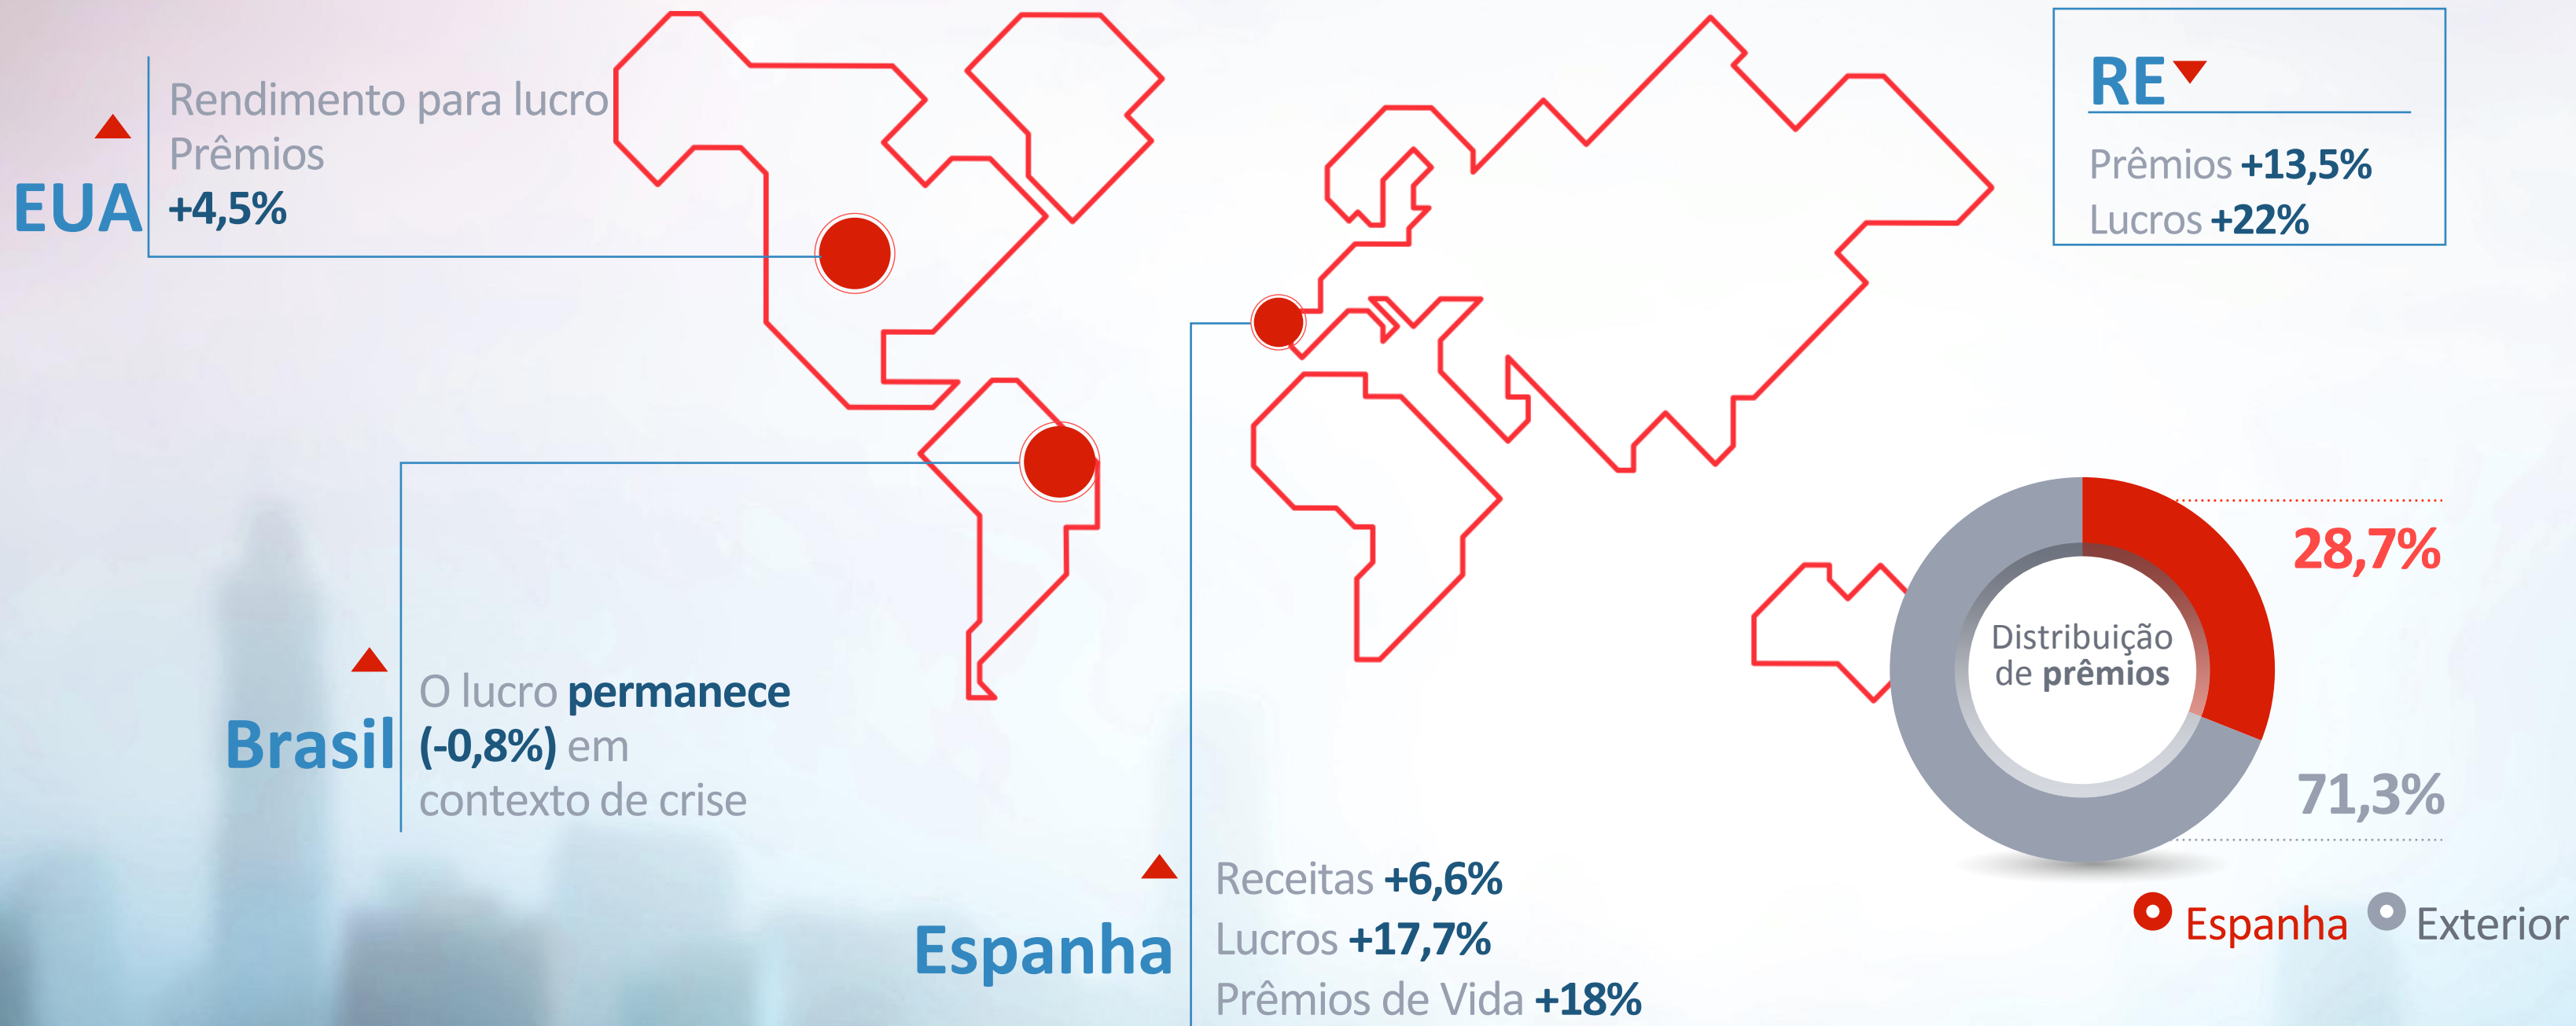 EUA
Rendimento para lucro
Prêmios
+4,5%
RE
Prêmios +13,5%
Lucros +22%
Brasil
O lucro permanece
(-0,8%) em
contexto de crise
Espanha
Receitas +6,6%
Lucros +17,7%
Prêmios de Vida +18%
Distribuição
de prêmios
28,7%
71,3%
Espanha
Exterior